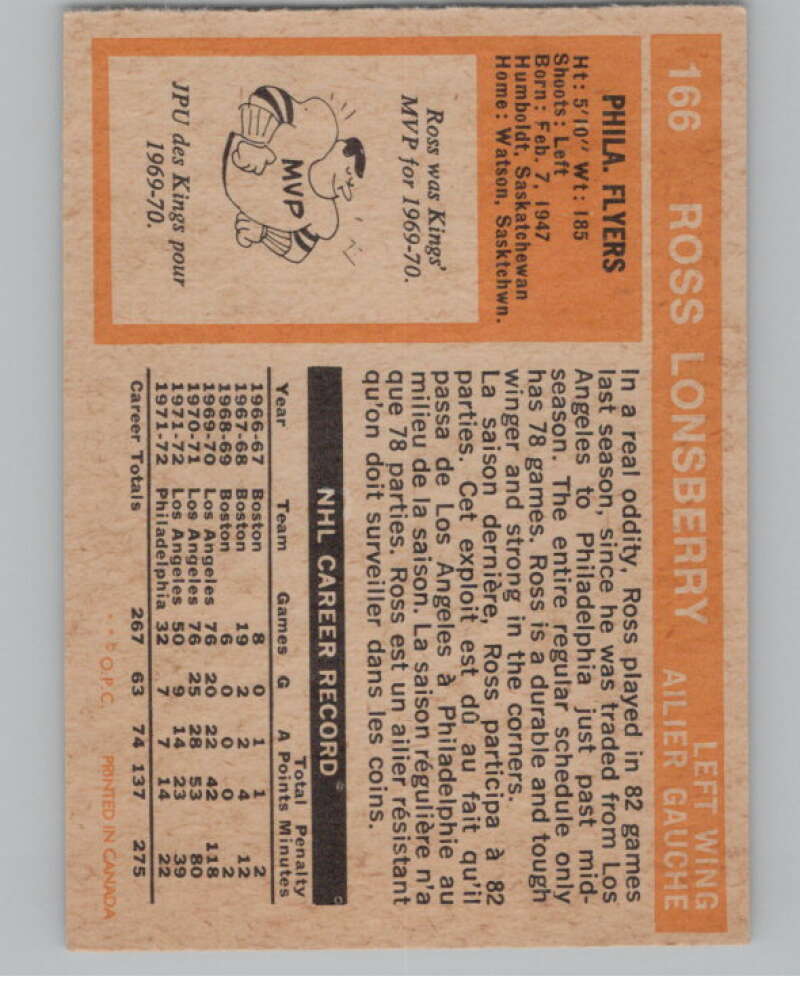 166 ROSS LONSBERRY LEFT WING
AILIER GAUCHE
PHILA. FLYERS
Ht: 5'10" Wt: 185
Shoots: Left
Born: Feb. 7, 1947
Humboldt, Saskatchewan
Home: Watson, Sasktehwn.
Ross was Kings'
MVP for 1969-70.
MVP
JPU des Kings pour
1969-70.
In a real oddity, Ross played in 82 games
last season, since he was traded from Los
Angeles to Philadelphia just past mid-
season. The entire regular schedule only
has 78 games. Ross is a durable and tough
winger and strong in the corners.
La saison dernière, Ross participa à 82
parties. Cet exploit est dû au fait qu'il
passa de Los Angeles à Philadelphie au
milieu de la saison. La saison régulière n'a
que 78 parties. Ross est un ailier résistant
qu'on doit surveiller dans les coins.
NHL CAREER RECORD
Total Penalty
Year Team Games G A Points Minutes
1966-67 Boston 8 0 1 1 2
1967-68 Boston 19 2 2 4 12
1968-69 Boston 6 0 0 0 2
1969-70 Los Angeles 76 20 22 42 118
1970-71 Los Angeles 76 25 28 53 80
1971-72 Los Angeles 50 9 14 23 39
1971-72 Philadelphia 32 7 7 14 22
Career Totals 267 63 74 137 275
O.P.C. PRINTED IN CANADA